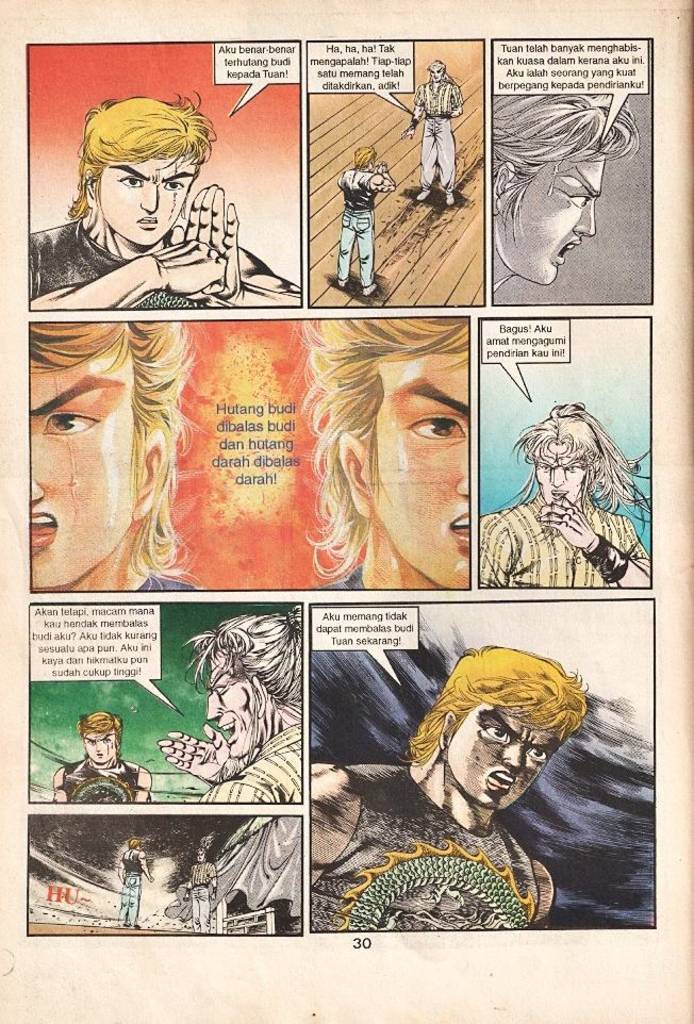 Aku benar-benar
terhutang budi
kepada Tuan!
Ha, ha, ha! Tak
mengapalah! Tiap-tiap
satu memang telah
ditakdirkan, adik!
Tuan telah banyak menghabis-
kan kuasa dalam kerana aku ini.
Aku ialah seorang yang kuat
berpegang kepada pendirianku!
Hutang budi
dibalas budi
dan hutang
darah dibalas
darah!
Bagus! Aku
amat mengagumi
pendirian kau ini!
Akan tetapi, macam mana
kau hendak membalas
budi aku? Aku tidak kurang
sesuatu apa pun. Aku ini
kaya dan hikmatku pun
sudah cukup tinggi!
Aku memang tidak
dapat membalas budi
Tuan sekarang!
HU~
30